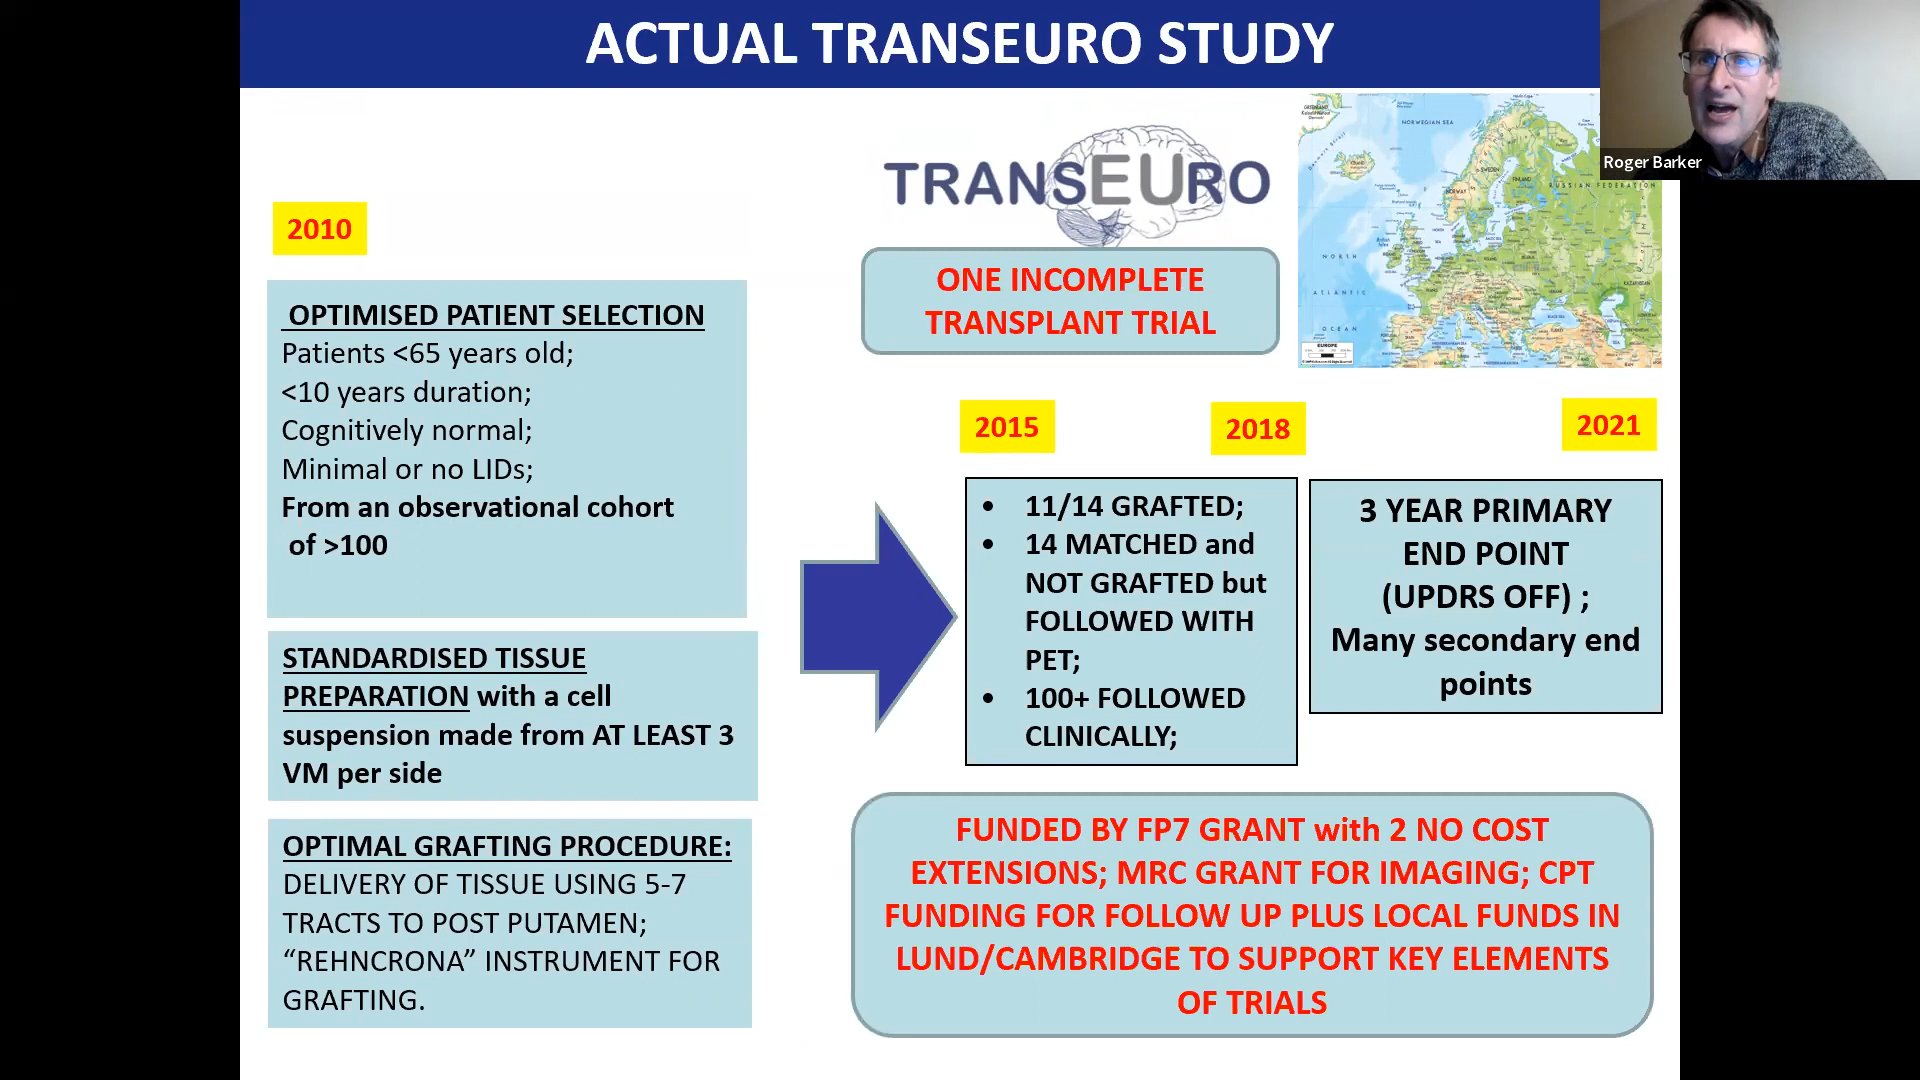 ACTUAL TRANSEURO STUDY
Roger Barker
TRANSEURO
2010
ONE INCOMPLETE
TRANSPLANT TRIAL
OPTIMISED PATIENT SELECTION
Patients <65 years old;
<10 years duration;
Cognitively normal;
Minimal or no LIDs;
From an observational cohort
of >100
STANDARDISED TISSUE
PREPARATION with a cell
suspension made from AT LEAST 3
VM per side
OPTIMAL GRAFTING PROCEDURE:
DELIVERY OF TISSUE USING 5-7
TRACTS TO POST PUTAMEN;
“REHNCRONA” INSTRUMENT FOR
GRAFTING.
2015
2018
2021
• 11/14 GRAFTED;
• 14 MATCHED and
NOT GRAFTED but
FOLLOWED WITH
PET;
• 100+ FOLLOWED
CLINICALLY;
3 YEAR PRIMARY
END POINT
(UPDRS OFF) ;
Many secondary end
points
FUNDED BY FP7 GRANT with 2 NO COST
EXTENSIONS; MRC GRANT FOR IMAGING; CPT
FUNDING FOR FOLLOW UP PLUS LOCAL FUNDS IN
LUND/CAMBRIDGE TO SUPPORT KEY ELEMENTS
OF TRIALS
NORWEGIAN SEA
RUSSIAN FEDERATION
SWEDEN
FINLAND
NORWAY
NORTH
ATLANTIC
OCEAN
EUROPE